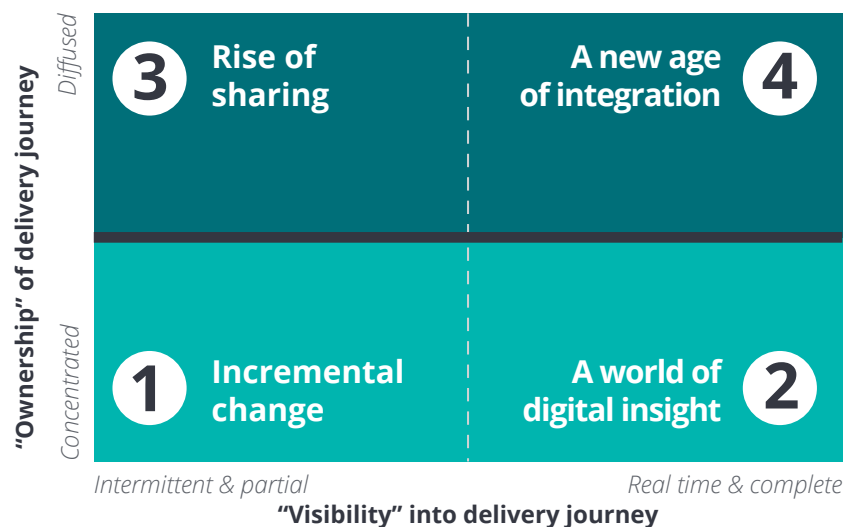 "Ownership" of delivery journey
Diffused
Concentrated
3
Rise of
sharing
A new age
of integration
4
1
Incremental
change
A world of
digital insight
2
Intermittent & partial
Real time & complete
"Visibility" into delivery journey